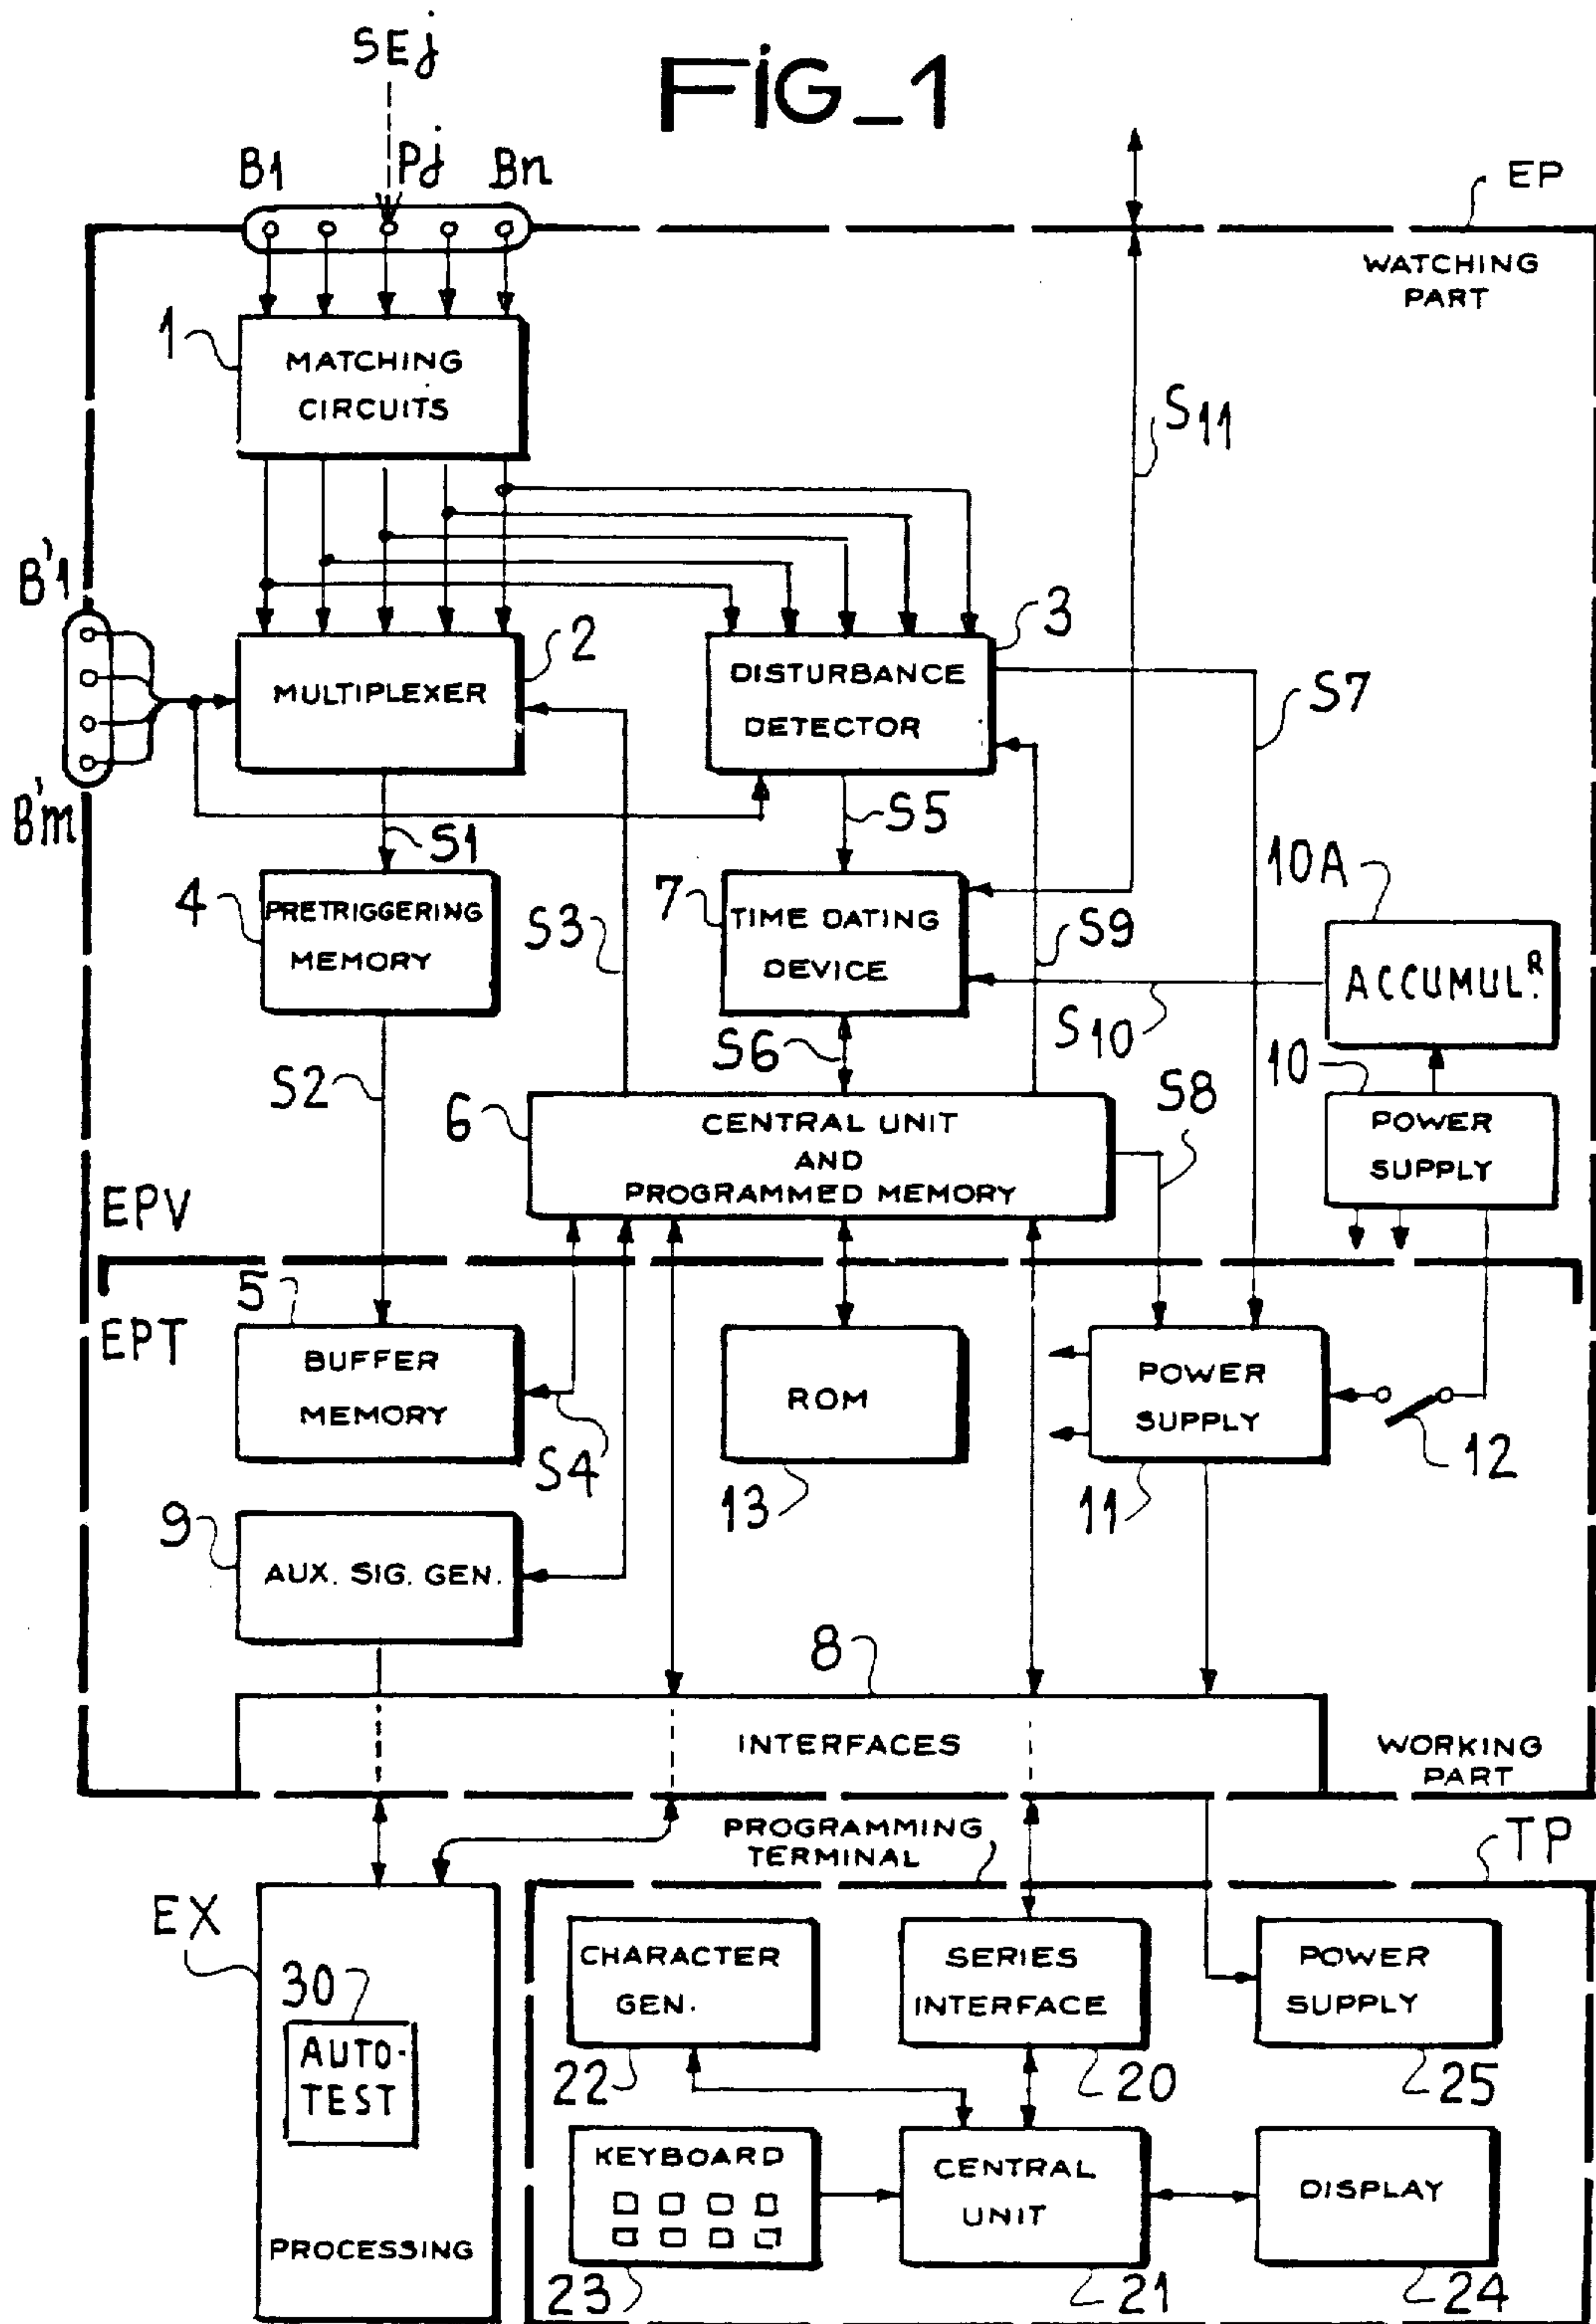 SEj
FiG_1
B1
Pj
Bn
EP
WATCHING
PART
1
MATCHING
CIRCUITS
S11
B'1
2
3
MULTIPLEXER
DISTURBANCE
DETECTOR
S7
B'm
S1
S5
10A
4
PRETRIGGERING
MEMORY
S3
7
TIME DATING
DEVICE
S9
ACCUMUL.R
S10
S2
S6
10
S8
6
CENTRAL UNIT
AND
PROGRAMMED MEMORY
POWER
SUPPLY
EPV
5
EPT
BUFFER
MEMORY
ROM
POWER
SUPPLY
S4
12
13
11
9
AUX. SIG. GEN.
8
INTERFACES
WORKING
PART
PROGRAMMING
TERMINAL
TP
EX
CHARACTER
GEN.
SERIES
INTERFACE
POWER
SUPPLY
30
AUTO-
TEST
22
20
25
KEYBOARD
CENTRAL
UNIT
DISPLAY
PROCESSING
23
21
24